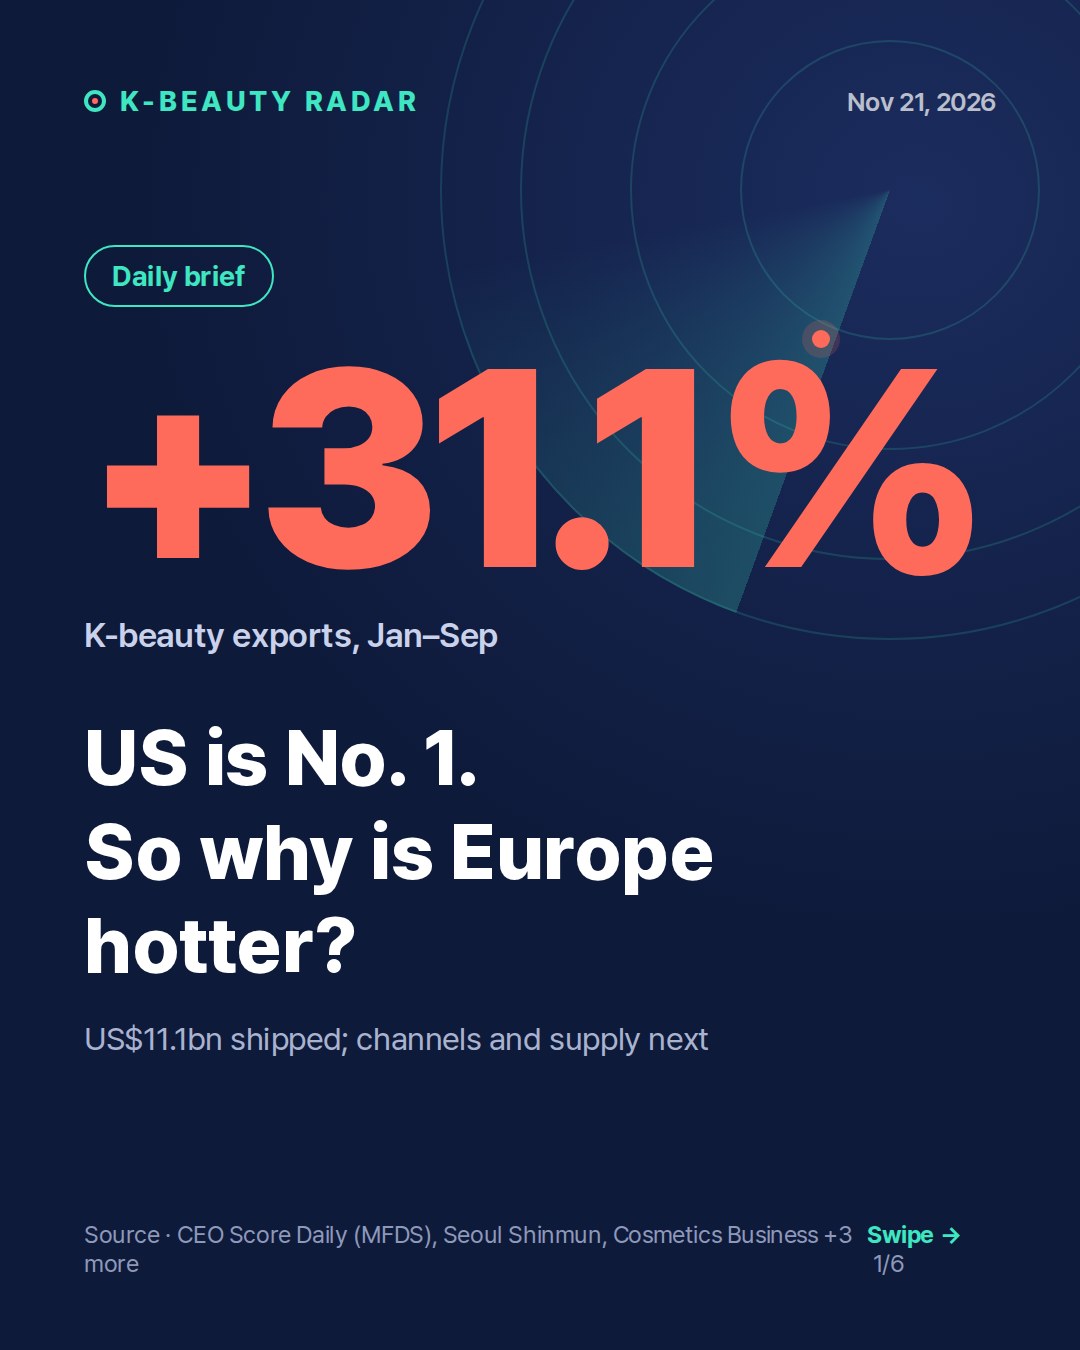 K-BEAUTY RADAR
Nov 21, 2026
Daily brief
+31.1%
K-beauty exports, Jan–Sep
US is No. 1.
So why is Europe
hotter?
US$11.1bn shipped; channels and supply next
Source · CEO Score Daily (MFDS), Seoul Shinmun, Cosmetics Business +3
more
Swipe →
1/6